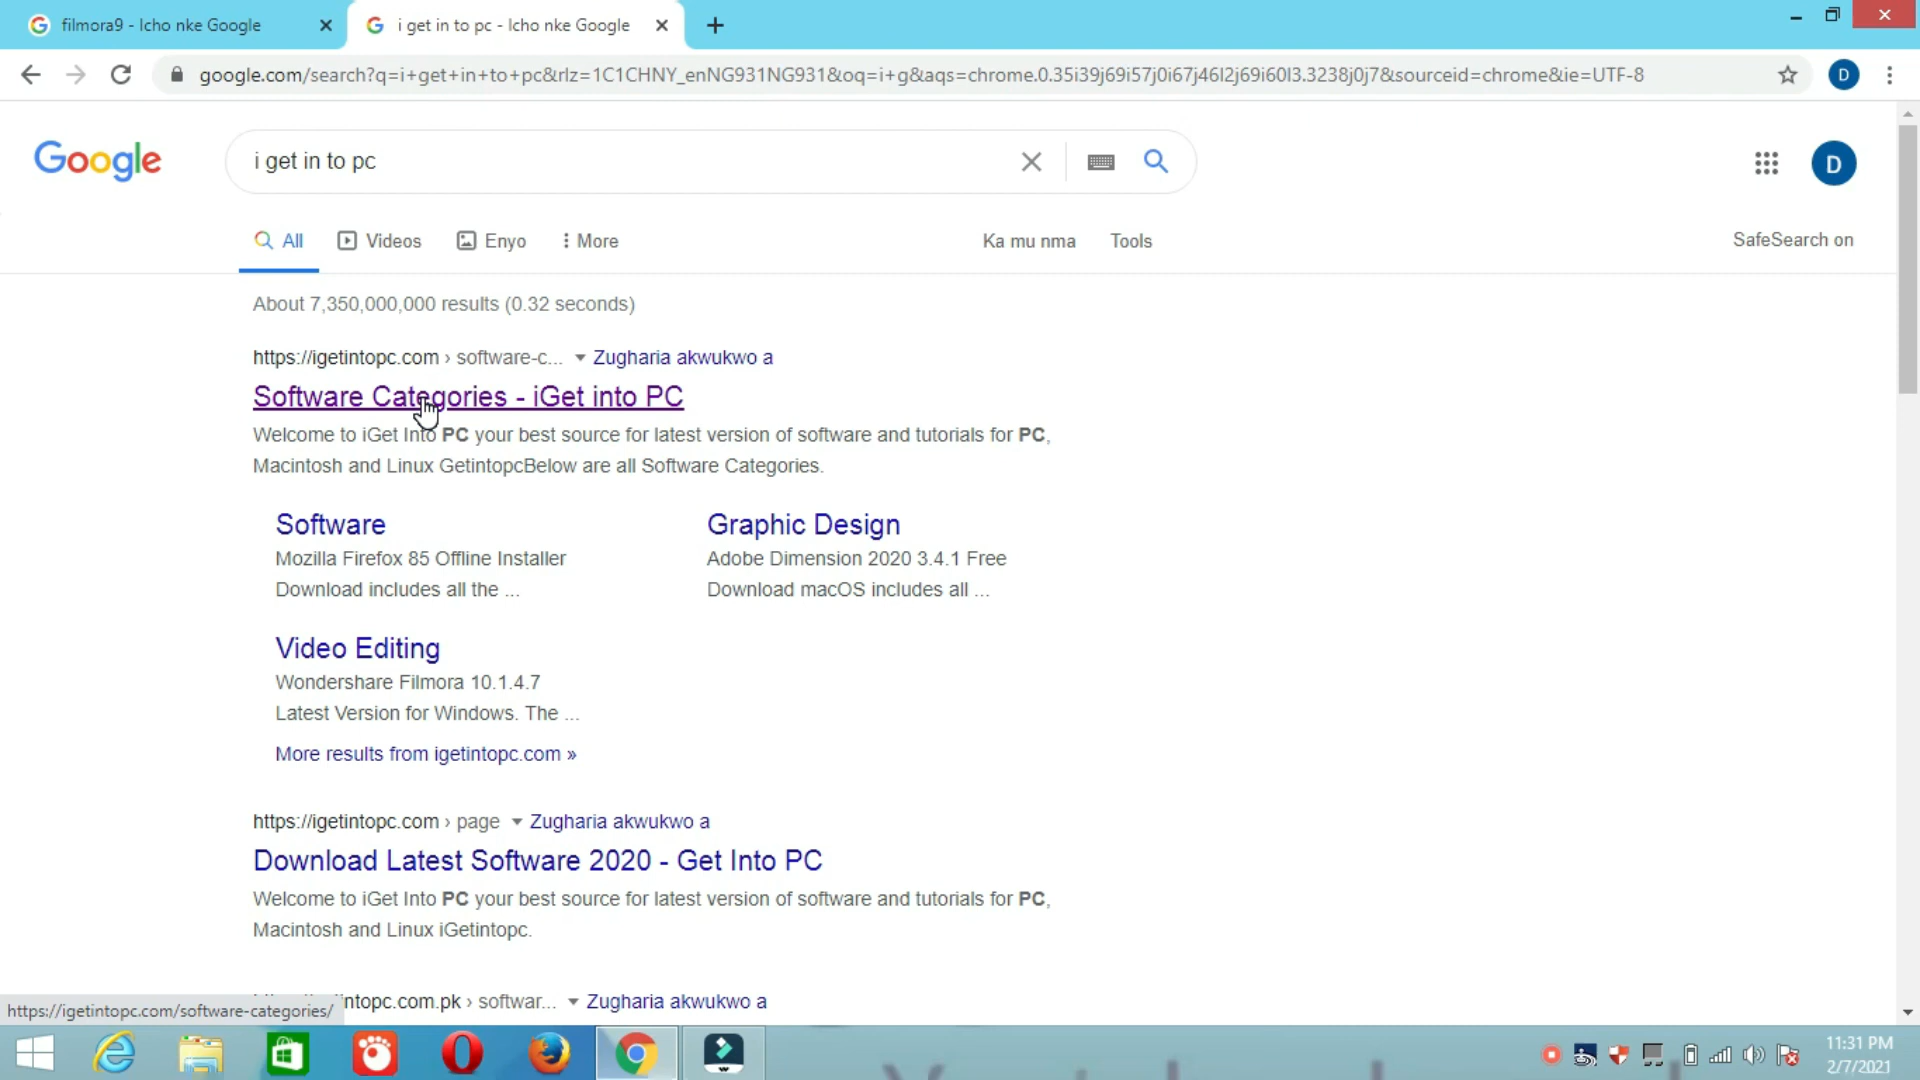 filmora9 - Icho nke Google
i get in to pc - Icho nke Google
google.com/search?q=i+get+in+to+pc&rlz=1C1CHNY_enNG931NG931&oq=i+g&aqs=chrome.0.35i39j69i57j0i67j46l2j69i60l3.3238j0j7&sourceid=chrome&ie=UTF-8
D
Google
i get in to pc
D
All
Videos
Enyo
More
Ka mu nma
Tools
SafeSearch on
About 7,350,000,000 results (0.32 seconds)
https://igetintopc.com › software-c... Zugharia akwukwo a
Software Categories - iGet into PC
Welcome to iGet Into PC your best source for latest version of software and tutorials for PC,
Macintosh and Linux GetintopcBelow are all Software Categories.
Software
Mozilla Firefox 85 Offline Installer
Download includes all the ...
Graphic Design
Adobe Dimension 2020 3.4.1 Free
Download macOS includes all ...
Video Editing
Wondershare Filmora 10.1.4.7
Latest Version for Windows. The ...
More results from igetintopc.com »
https://igetintopc.com › page Zugharia akwukwo a
Download Latest Software 2020 - Get Into PC
Welcome to iGet Into PC your best source for latest version of software and tutorials for PC,
Macintosh and Linux iGetintopc.
intopc.com.pk › softwar... Zugharia akwukwo a
https://igetintopc.com/software-categories/
11:31 PM
2/7/2021